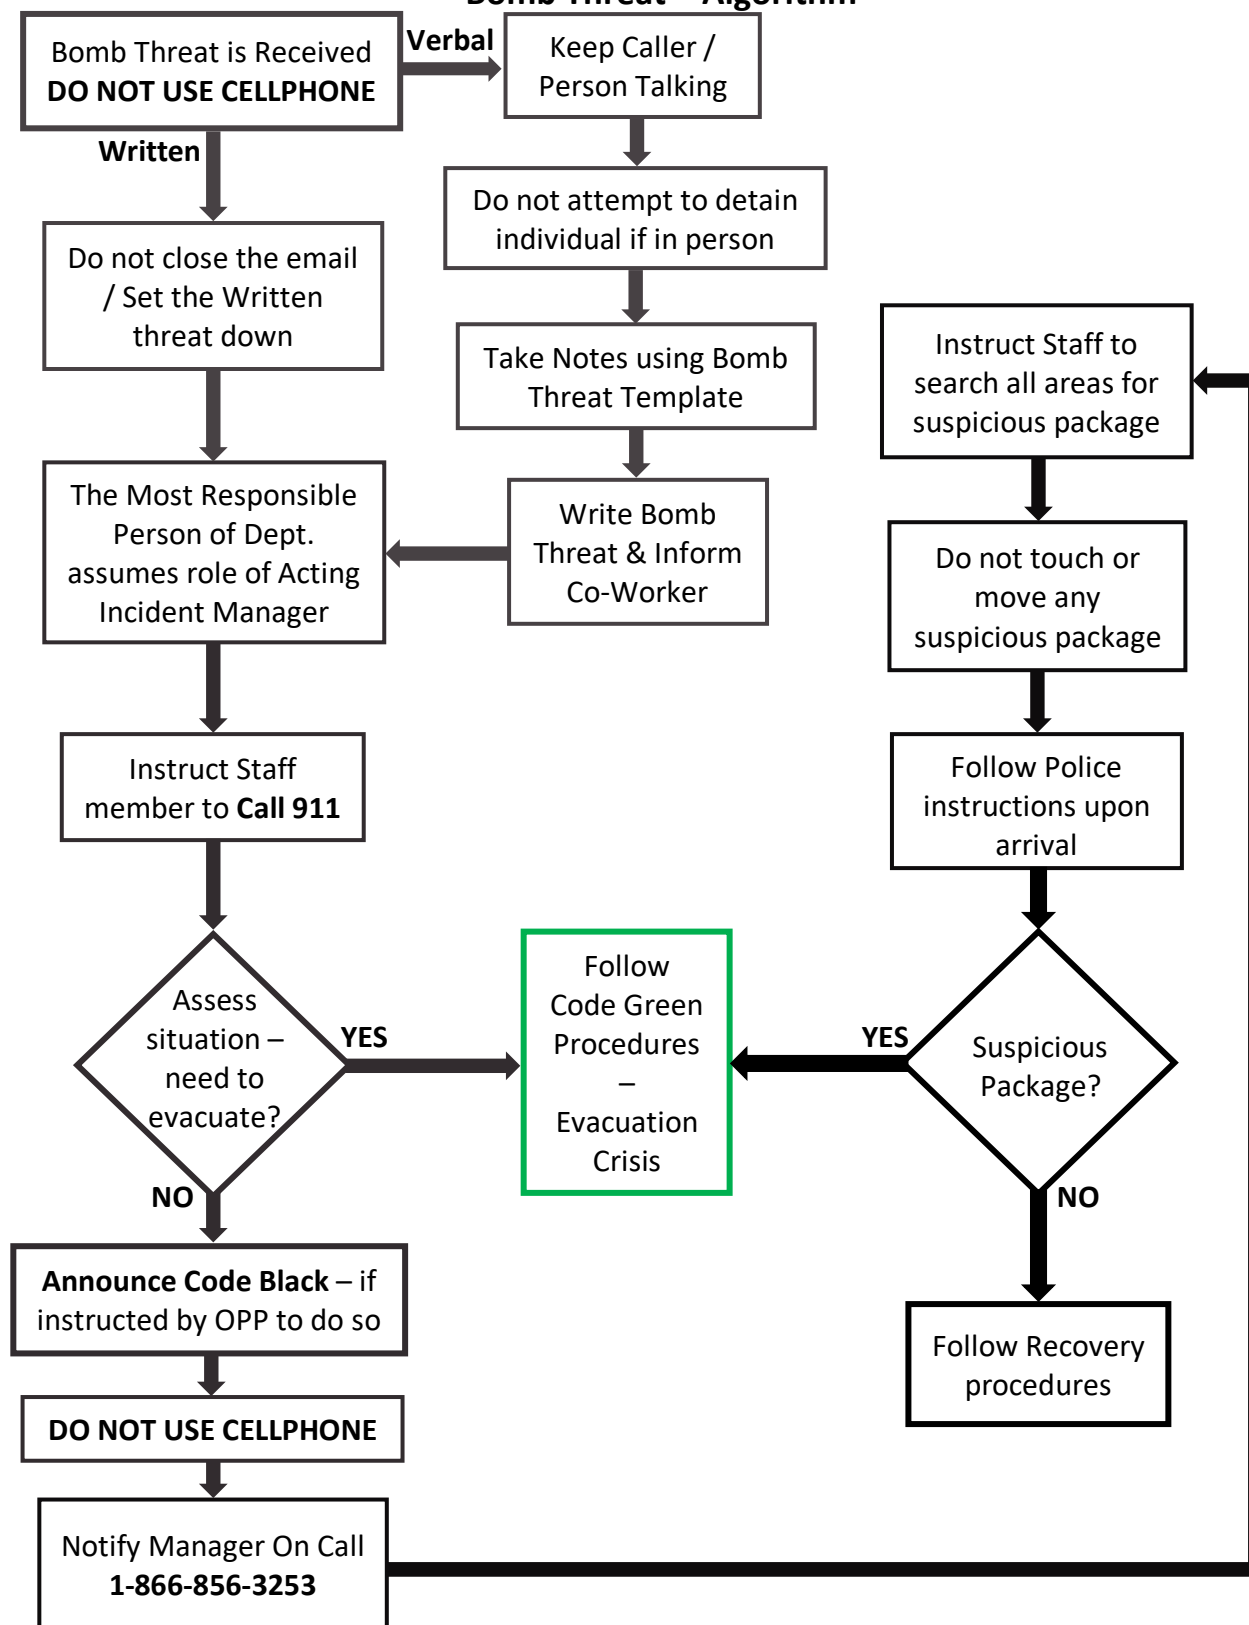 Bomb Threat – Algorithm
Bomb Threat is Received
DO NOT USE CELLPHONE
Verbal
Keep Caller /
Person Talking
Written
Do not attempt to detain
individual if in person
Do not close the email
/ Set the Written
threat down
Take Notes using Bomb
Threat Template
Instruct Staff to
search all areas for
suspicious package
The Most Responsible
Person of Dept.
assumes role of Acting
Incident Manager
Write Bomb
Threat & Inform
Co-Worker
Do not touch or
move any
suspicious package
Instruct Staff
member to Call 911
Follow Police
instructions upon
arrival
Assess
situation –
need to
evacuate?
YES
Follow
Code Green
Procedures
–
Evacuation
Crisis
YES
Suspicious
Package?
NO
NO
Announce Code Black – if
instructed by OPP to do so
Follow Recovery
procedures
DO NOT USE CELLPHONE
Notify Manager On Call
1-866-856-3253